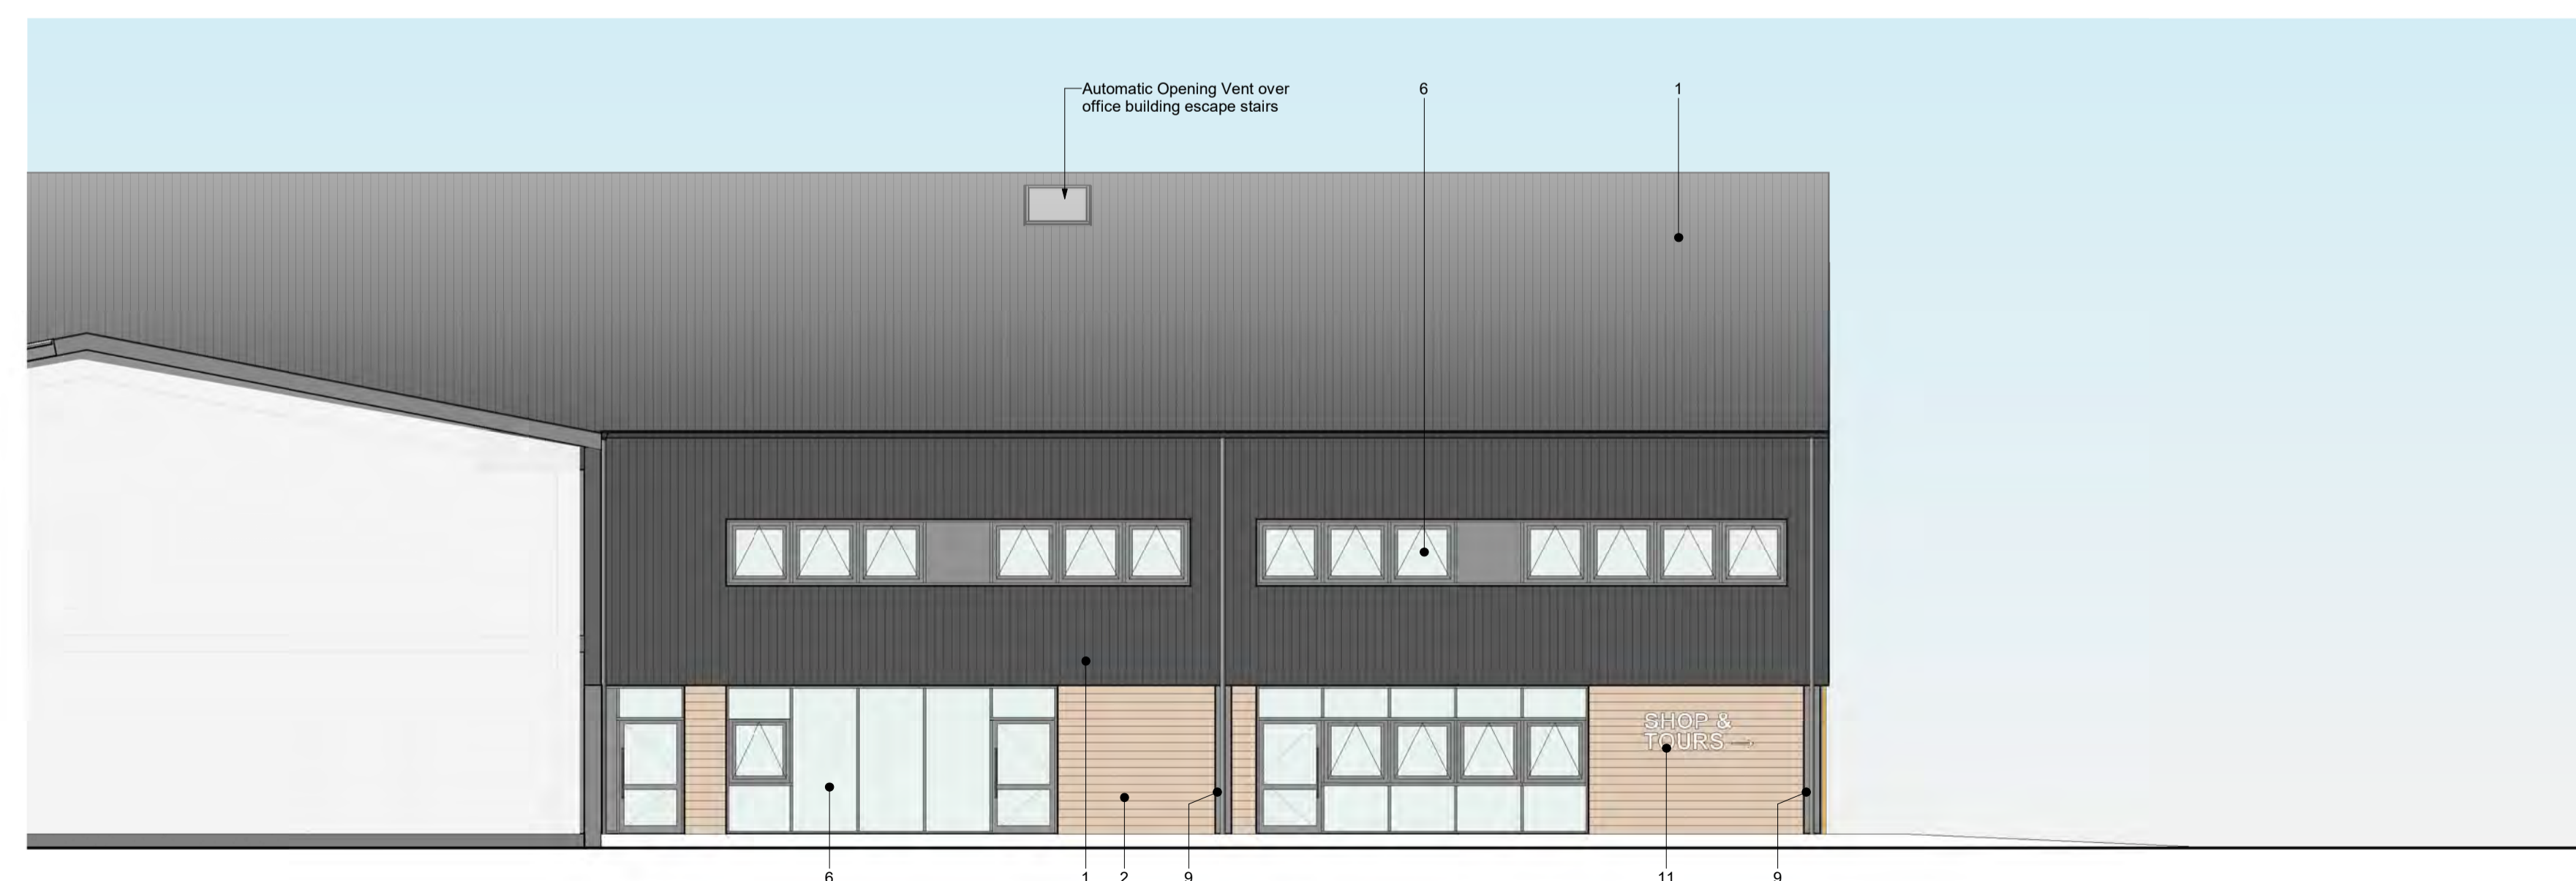 Automatic Opening Vent over
office building escape stairs
6
1
SHOP &
TOURS →
6
1
2
9
11
9